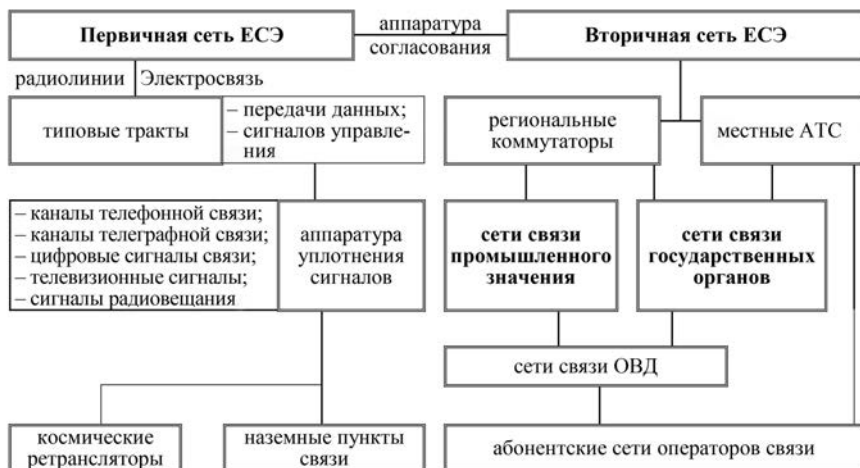 Первичная сеть ЕСЭ
аппаратура
согласования
Вторичная сеть ЕСЭ
радиолинии
Электросвязь
типовые тракты
– передачи данных;
– сигналов управле-
ния
региональные
коммутаторы
местные АТС
– каналы телефонной связи;
– каналы телеграфной связи;
– цифровые сигналы связи;
– телевизионные сигналы;
– сигналы радиовещания
аппаратура
уплотнения
сигналов
сети связи
промышленного
значения
сети связи
государственных
органов
сети связи ОВД
космические
ретрансляторы
наземные пункты
связи
абонентские сети операторов связи